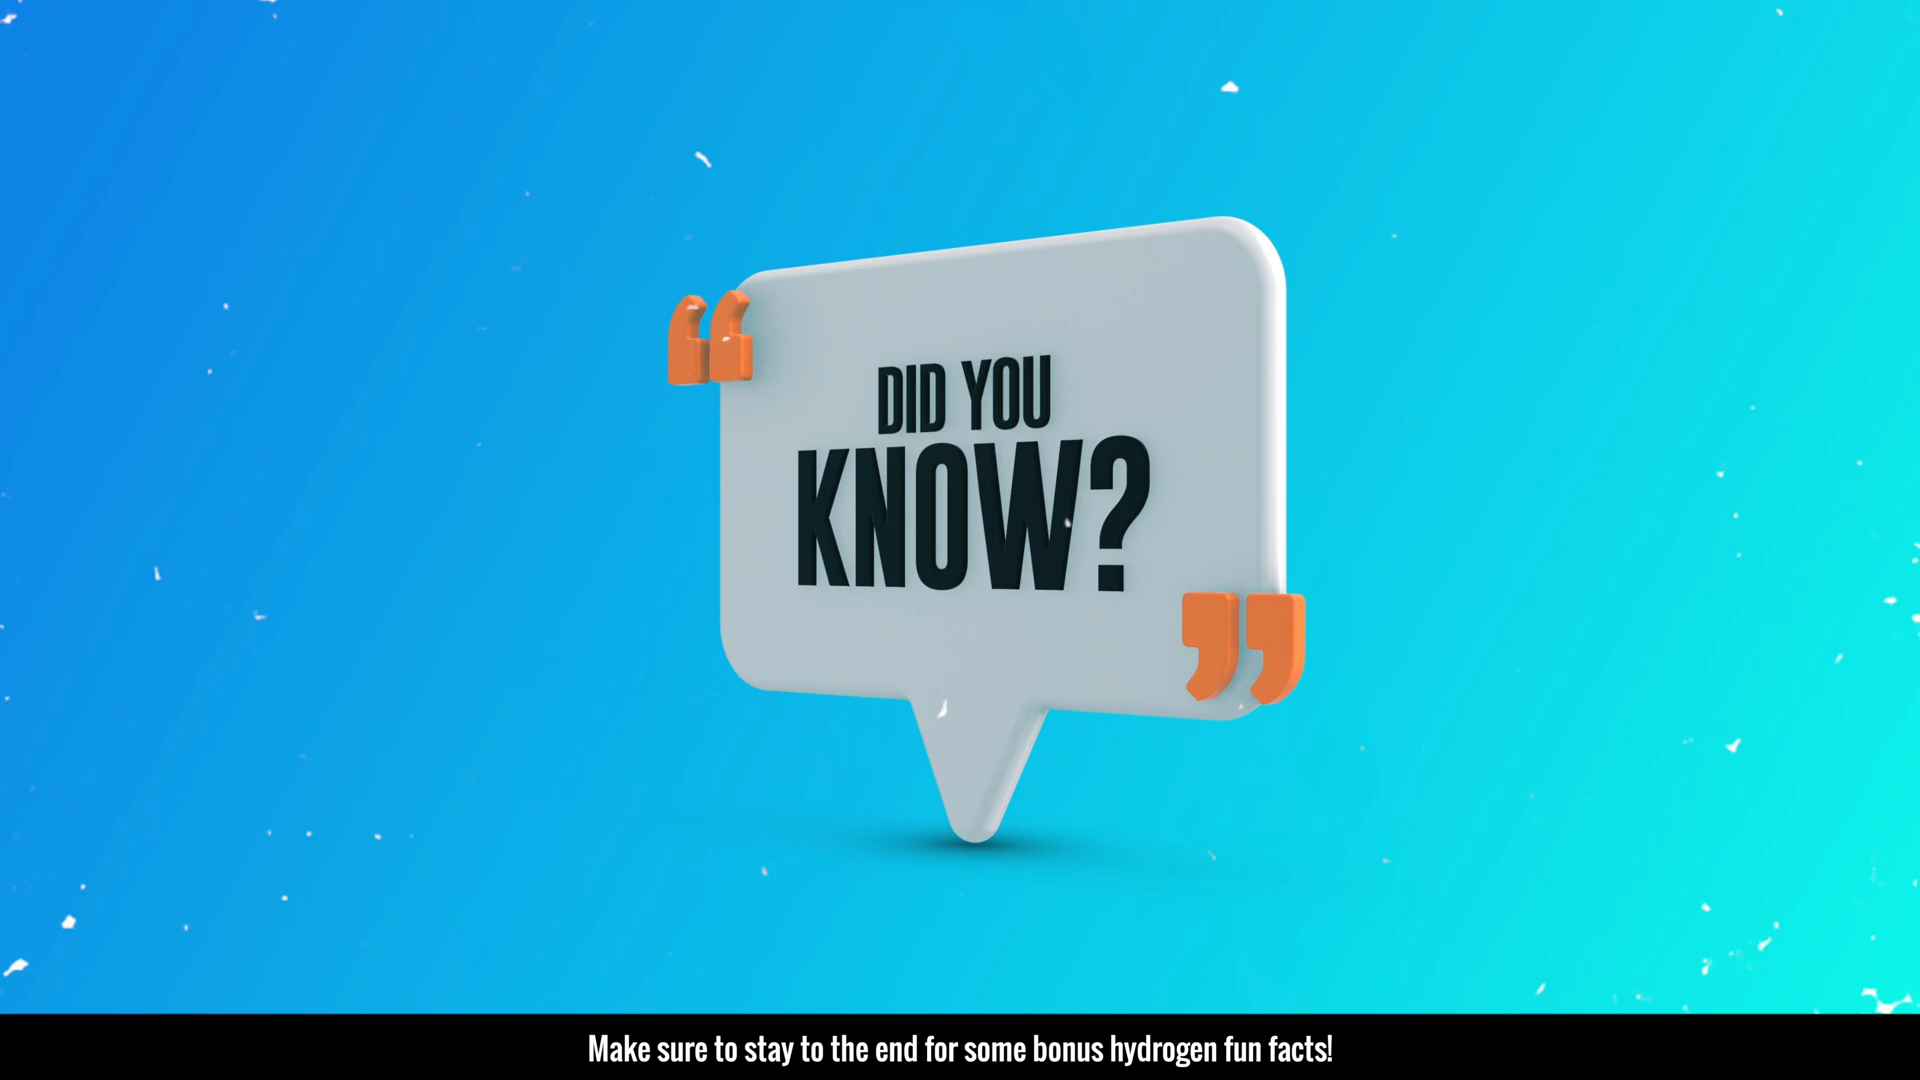 DID YOU
KNOW?
Make sure to stay to the end for some bonus hydrogen fun facts!